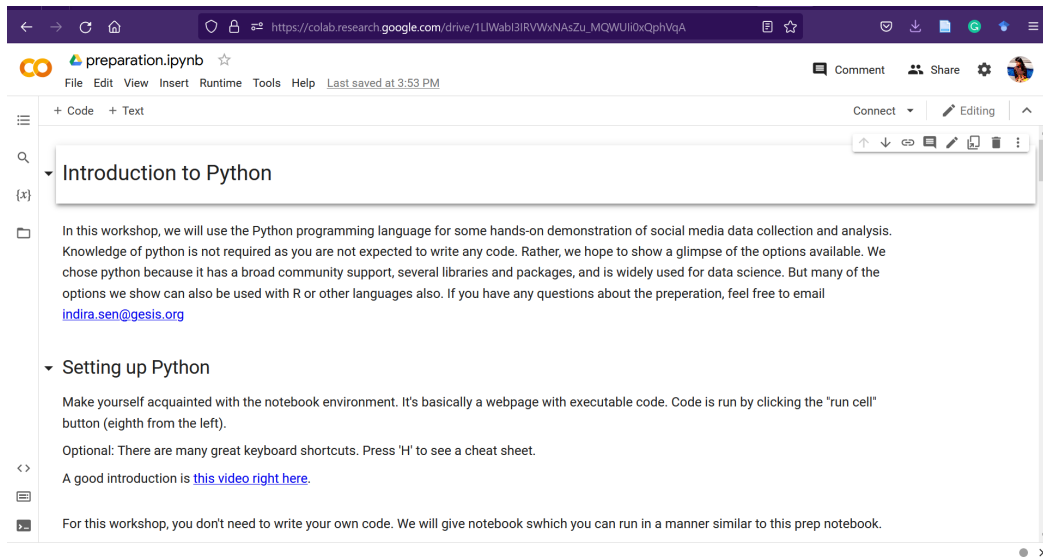 https://colab.research.google.com/drive/1LlWabI3IRVWxNAsZu_MQWUIi0xQphVqA
CO
preparation.ipynb
File Edit View Insert Runtime Tools Help Last saved at 3:53 PM
Comment Share
+ Code + Text
Connect Editing
{x}
Introduction to Python
In this workshop, we will use the Python programming language for some hands-on demonstration of social media data collection and analysis.
Knowledge of python is not required as you are not expected to write any code. Rather, we hope to show a glimpse of the options available. We
chose python because it has a broad community support, several libraries and packages, and is widely used for data science. But many of the
options we show can also be used with R or other languages also. If you have any questions about the preperation, feel free to email
indira.sen@gesis.org
Setting up Python
Make yourself acquainted with the notebook environment. It's basically a webpage with executable code. Code is run by clicking the "run cell"
button (eighth from the left).
Optional: There are many great keyboard shortcuts. Press 'H' to see a cheat sheet.
A good introduction is this video right here.
For this workshop, you don't need to write your own code. We will give notebook swhich you can run in a manner similar to this prep notebook.